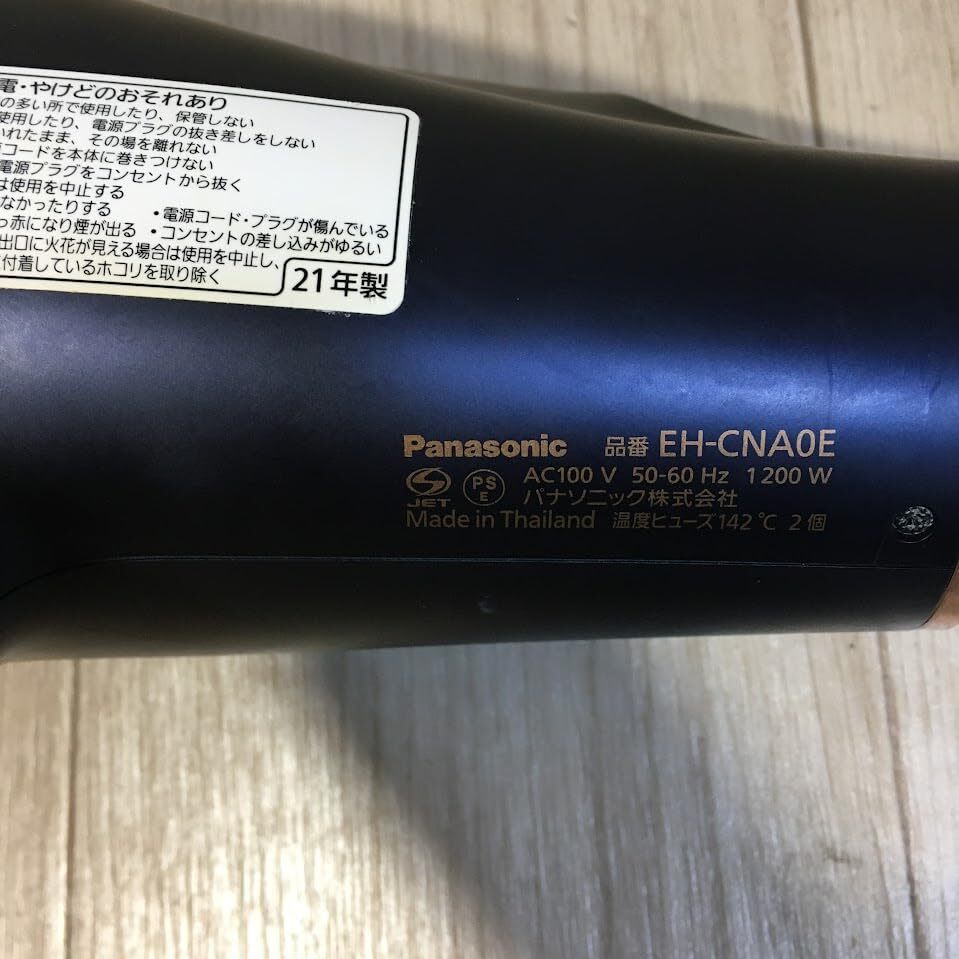 電・やけどのおそれあり
の多い所で使用したり、保管しない
使用したり、電源プラグの抜き差しをしない
いれたまま、その場を離れない
コードを本体に巻きつけない
電源プラグをコンセントから抜く
は使用を中止する
なかったりする
・電源コード・プラグが傷んでいる
っ赤になり煙が出る
・コンセントの差し込みがゆるい
出口に火花が見える場合は使用を中止し、
付着しているホコリを取り除く
21年製
Panasonic 品番 EH-CNA0E
AC100 V 50-60 Hz 1200 W
JET PS E パナソニック株式会社
Made in Thailand 温度ヒューズ142℃ 2個